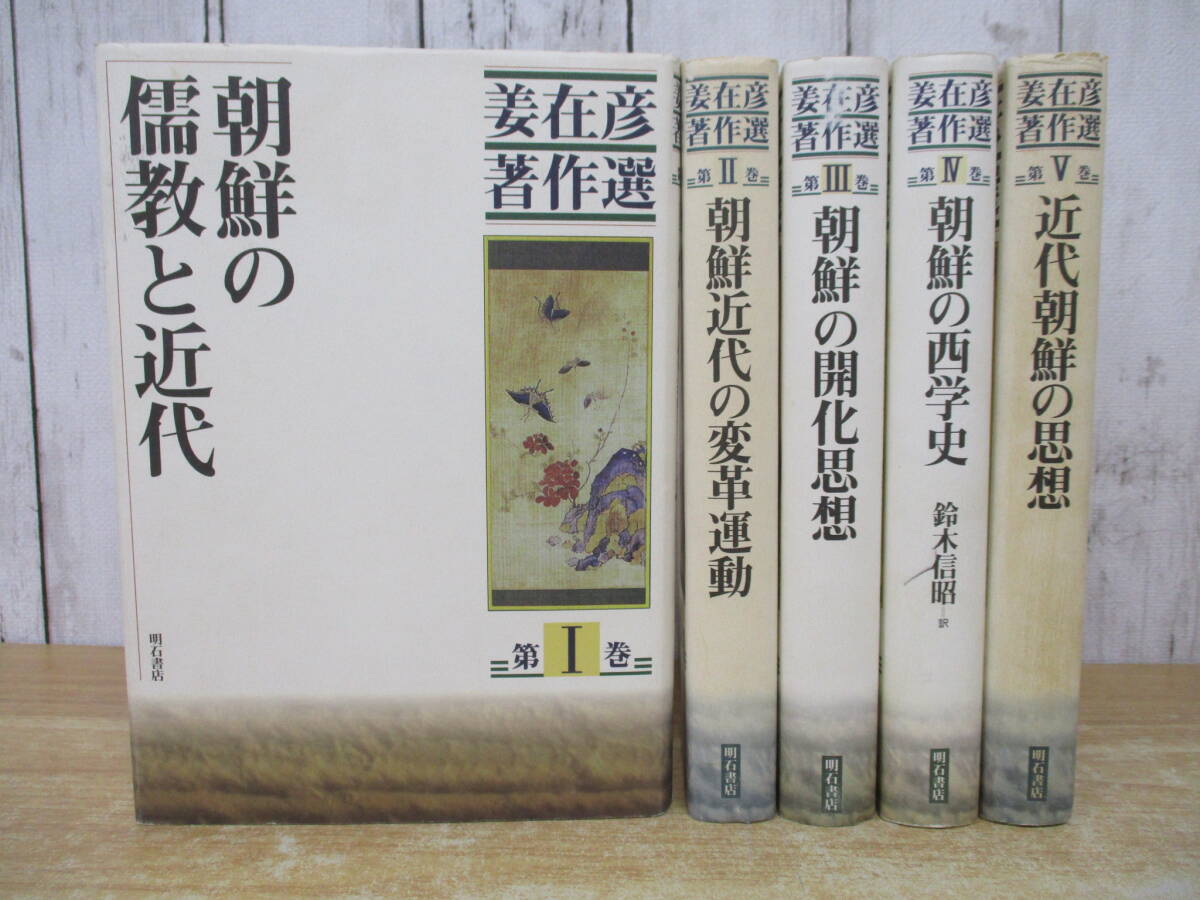 朝鮮の
儒教と近代
姜在彦
著作選
第I巻
明石書店
姜在彦
著作選
第II巻
朝鮮近代の変革運動
明石書店
姜在彦
著作選
第III巻
朝鮮の開化思想
明石書店
姜在彦
著作選
第IV巻
朝鮮の西学史
鈴木信昭=訳
明石書店
姜在彦
著作選
第V巻
近代朝鮮の思想
明石書店